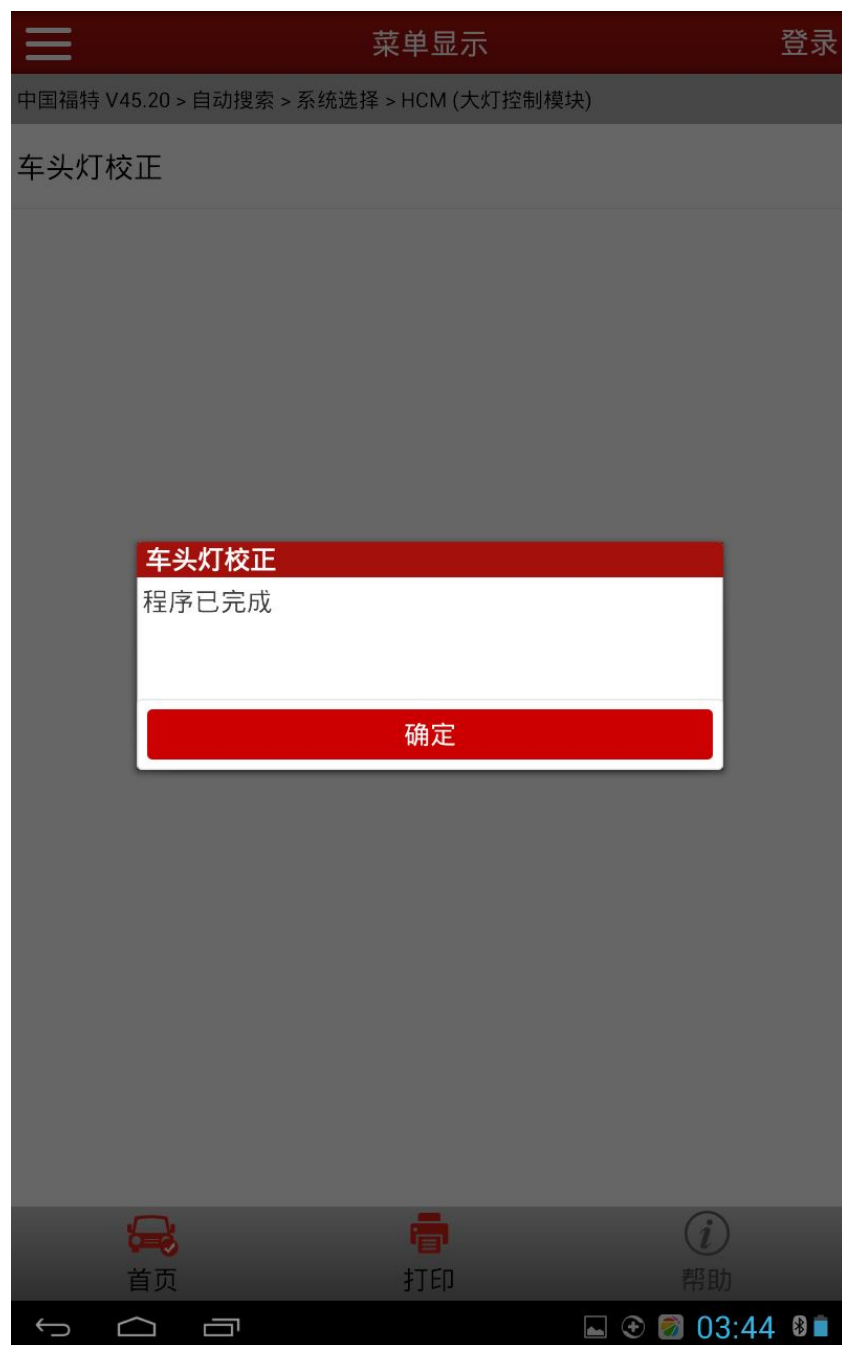 菜单显示
登录
中国福特 V45.20 > 自动搜索 > 系统选择 > HCM (大灯控制模块)
车头灯校正
车头灯校正
程序已完成
确定
首页
打印
帮助
03:44